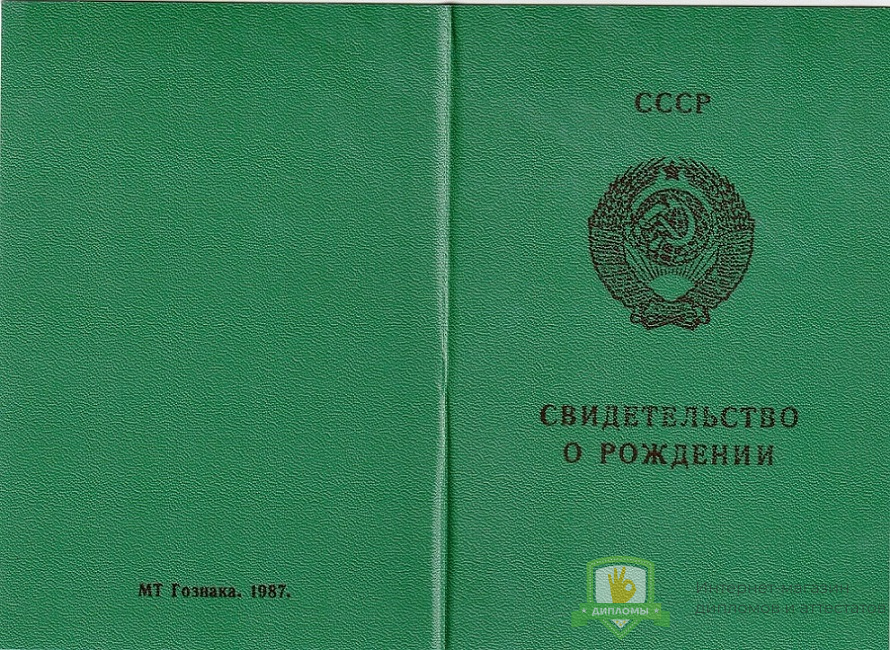 СССР
СВИДЕТЕЛЬСТВО
О РОЖДЕНИИ
МТ Гознака. 1987.
ДИПЛОМЫ
Интернет-магазин
дипломов и аттестатов